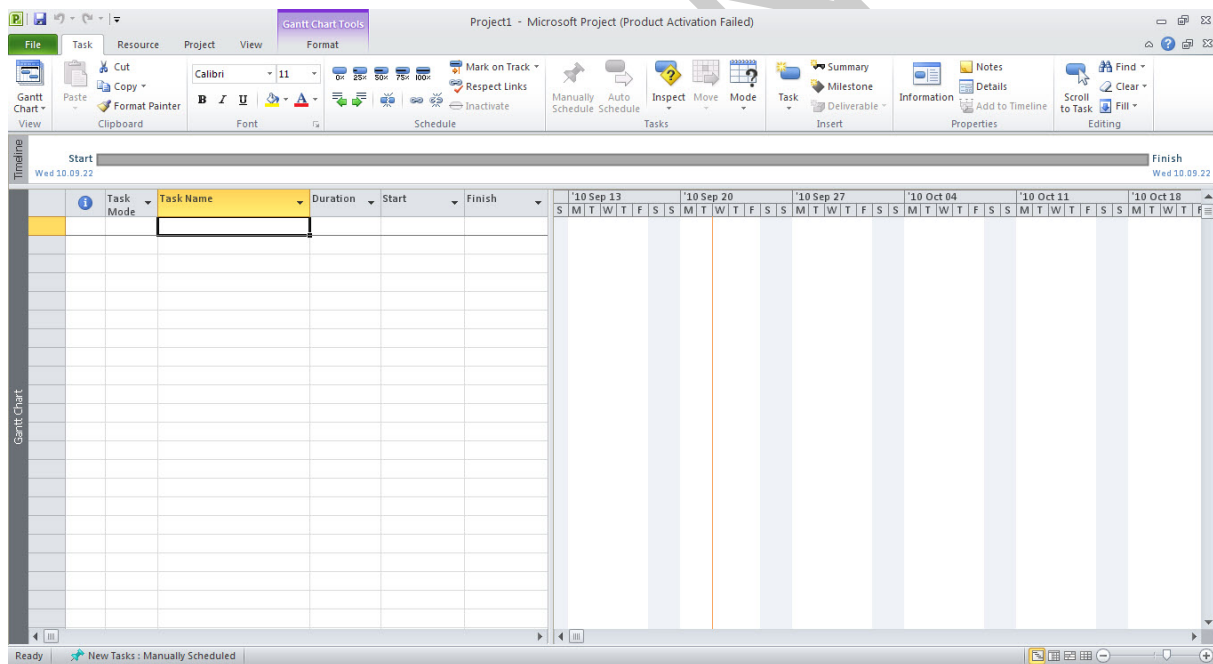 Gantt Chart Tools
Project1 - Microsoft Project (Product Activation Failed)
File Task Resource Project View Format
Cut
Copy
Format Painter
Paste
Gantt Chart
View
Clipboard
Calibri 11
B I U A
Font
0% 25% 50% 75% 100%
Mark on Track
Respect Links
Inactivate
Schedule
Manually Schedule
Auto Schedule
Inspect
Move
Mode
Tasks
Task
Summary
Milestone
Deliverable
Insert
Information
Notes
Details
Add to Timeline
Properties
Scroll to Task
Find
Clear
Fill
Editing
Timeline
Start
Wed 10.09.22
Finish
Wed 10.09.22
Task Mode
Task Name
Duration
Start
Finish
'10 Sep 13 '10 Sep 20 '10 Sep 27 '10 Oct 04 '10 Oct 11 '10 Oct 18
S M T W T F S S M T W T F S S M T W T F S S M T W T F S S M T W T F S S M T W T F
Gantt Chart
Ready New Tasks : Manually Scheduled